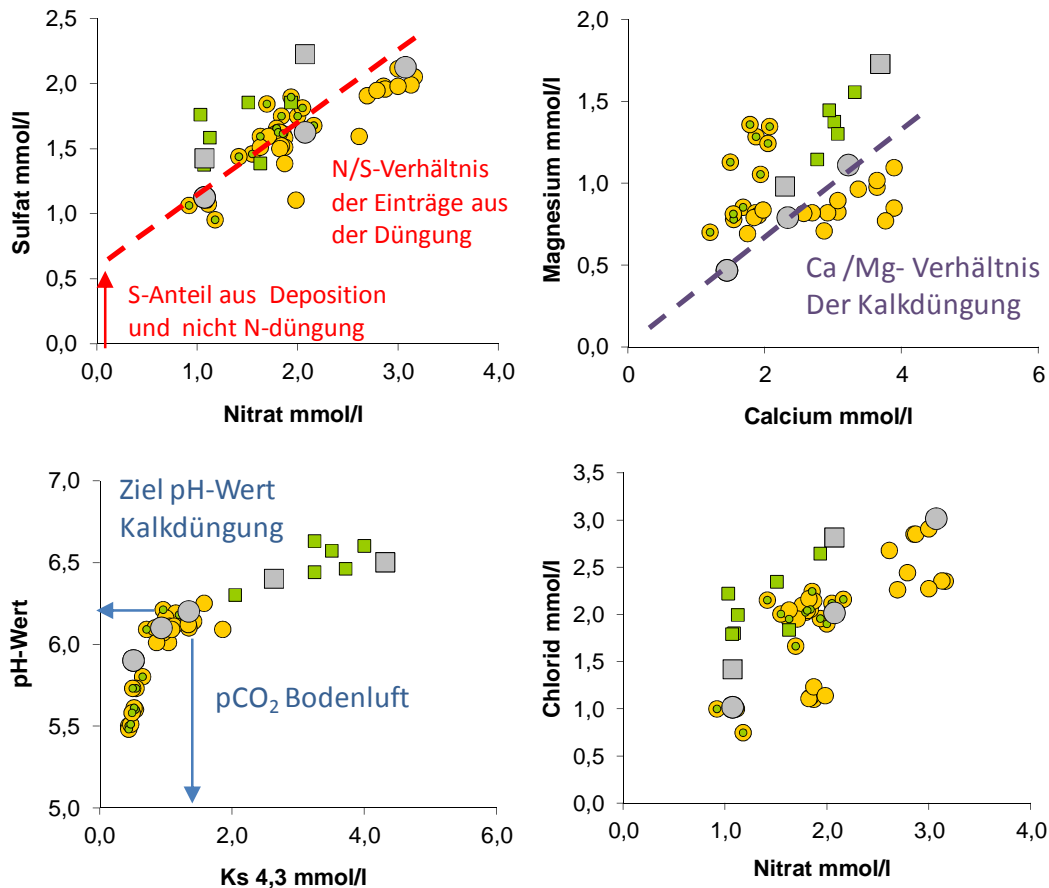 2,5
2,0
1,5
1,0
0,5
0,0
Sulfat mmol/l
N/S-Verhältnis
der Einträge aus
der Düngung
S-Anteil aus Deposition
und nicht N-düngung
0,0 1,0 2,0 3,0 4,0
Nitrat mmol/l
2,0
1,5
1,0
0,5
0,0
Magnesium mmol/l
Ca /Mg- Verhältnis
Der Kalkdüngung
0 2 4 6
Calcium mmol/l
7,0
6,5
6,0
5,5
5,0
pH-Wert
Ziel pH-Wert
Kalkdüngung
pCO₂ Bodenluft
0,0 2,0 4,0 6,0
Ks 4,3 mmol/l
3,5
3,0
2,5
2,0
1,5
1,0
0,5
0,0
Chlorid mmol/l
0,0 1,0 2,0 3,0 4,0
Nitrat mmol/l